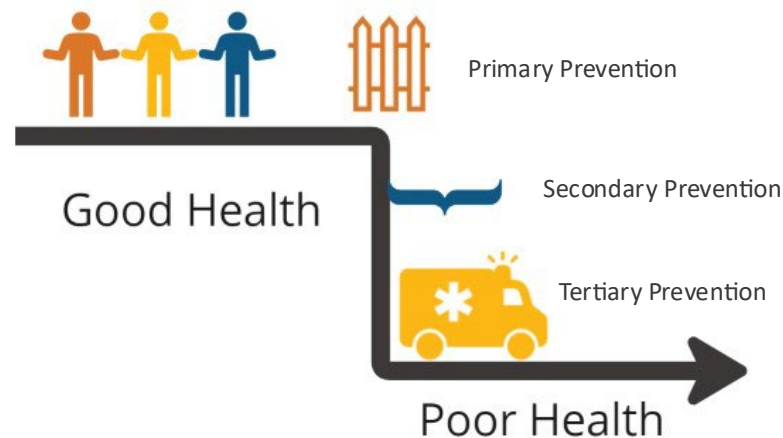 Primary Prevention
Secondary Prevention
Good Health
Tertiary Prevention
Poor Health